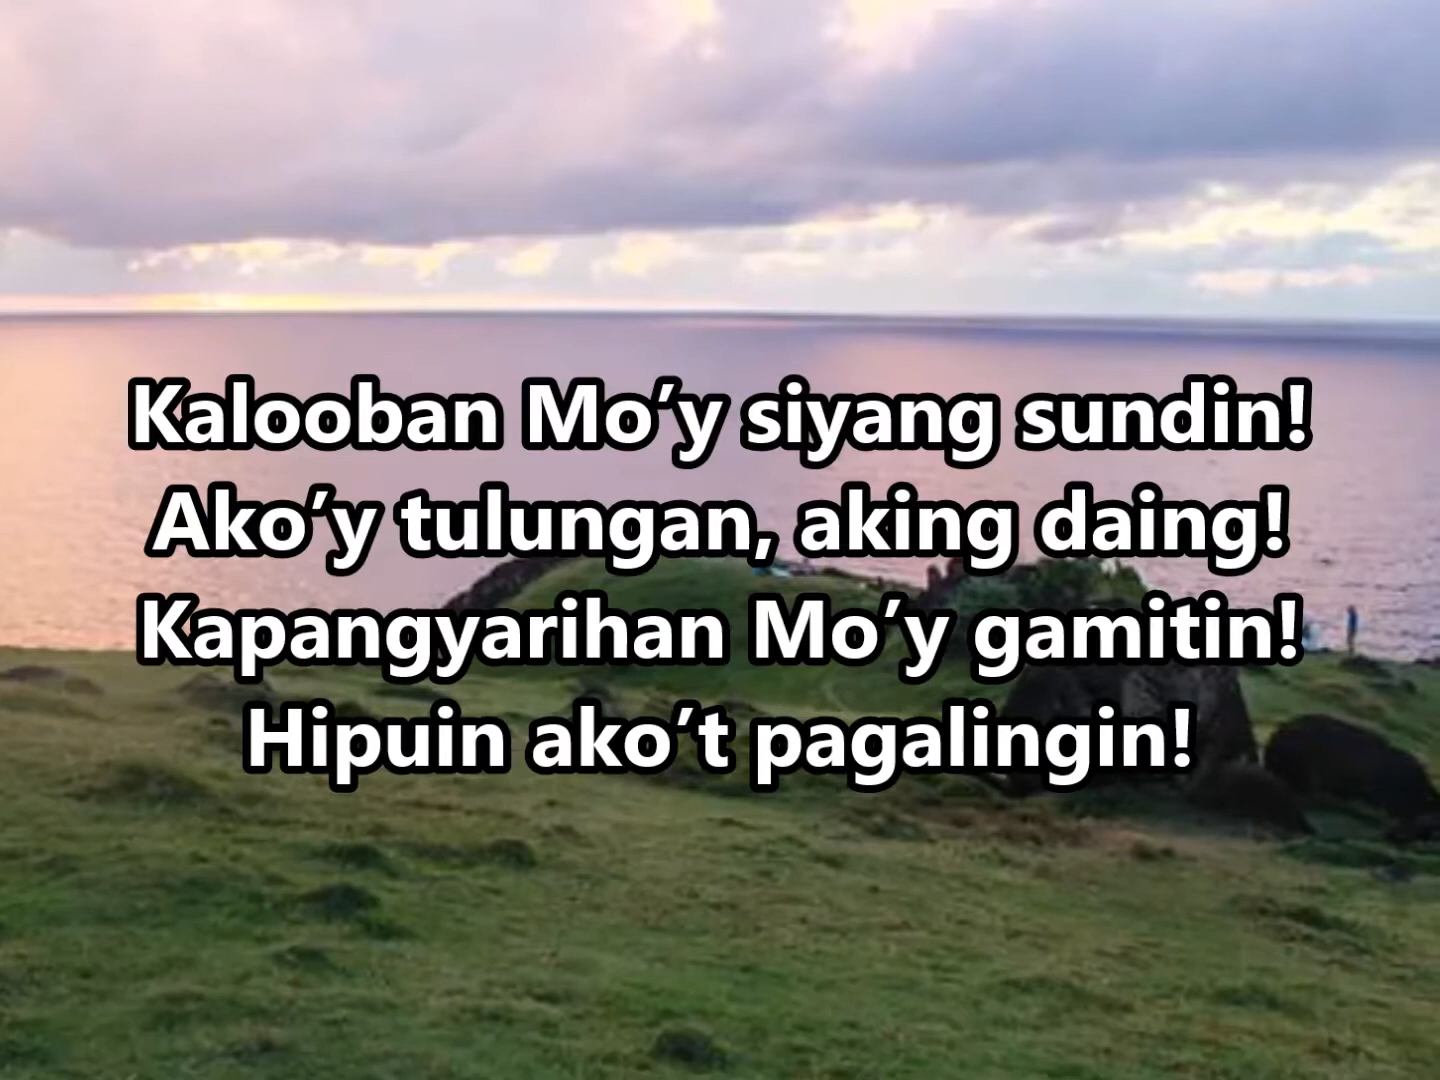 Kalooban Mo’y siyang sundin!
Ako’y tulungan, aking daing!
Kapangyarihan Mo’y gamitin!
Hipuin ako’t pagalingin!